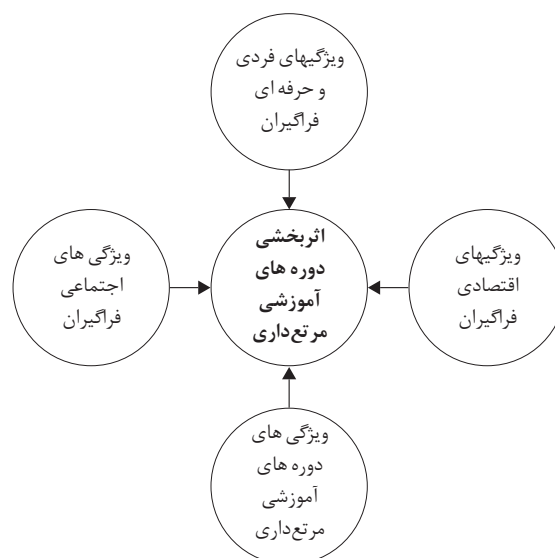 ویژگیهای فردی
و حرفه ای
فراگیران
ویژگیهای
اقتصادی
فراگیران
اثربخشی
دوره های
آموزشی
مرتع‌داری
ویژگی های
اجتماعی
فراگیران
ویژگی های
دوره های
آموزشی
مرتع‌داری